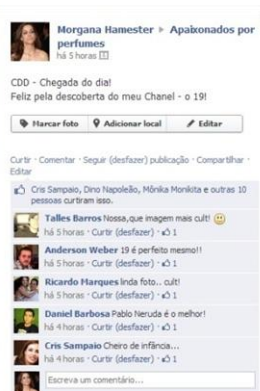 Morgana Hamester ▸ Apaixonados por
perfumes
há 5 horas
CDD - Chegada do dia!
Feliz pela descoberta do meu Chanel - o 19!
Marcar foto Adicionar local Editar
Curtir · Comentar · Seguir (desfazer) publicação · Compartilhar ·
Editar
Cris Sampaio, Dino Napoleão, Mônika Monikita e outras 10
pessoas curtiram isso.
Talles Barros Nossa,que imagem mais cult!
há 5 horas · Curtir (desfazer) · 1
Anderson Weber 19 é perfeito mesmo!!
há 5 horas · Curtir (desfazer) · 1
Ricardo Marques linda foto.. cult!
há 5 horas · Curtir (desfazer) · 1
Daniel Barbosa Pablo Neruda é o melhor!
há 4 horas · Curtir (desfazer) · 1
Cris Sampaio Cheiro de infância...
há 4 horas · Curtir (desfazer) · 1
Escreva um comentário...